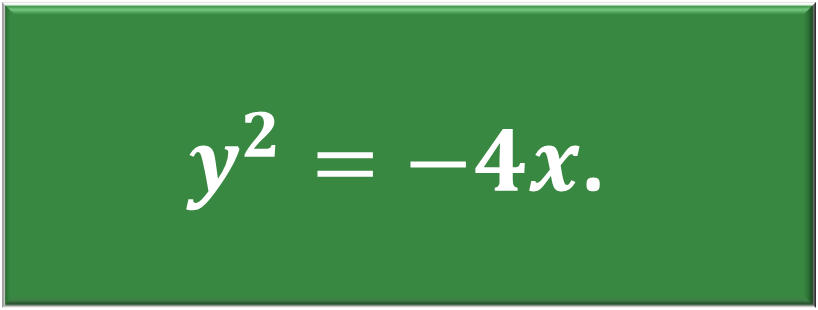 y² = −4x.